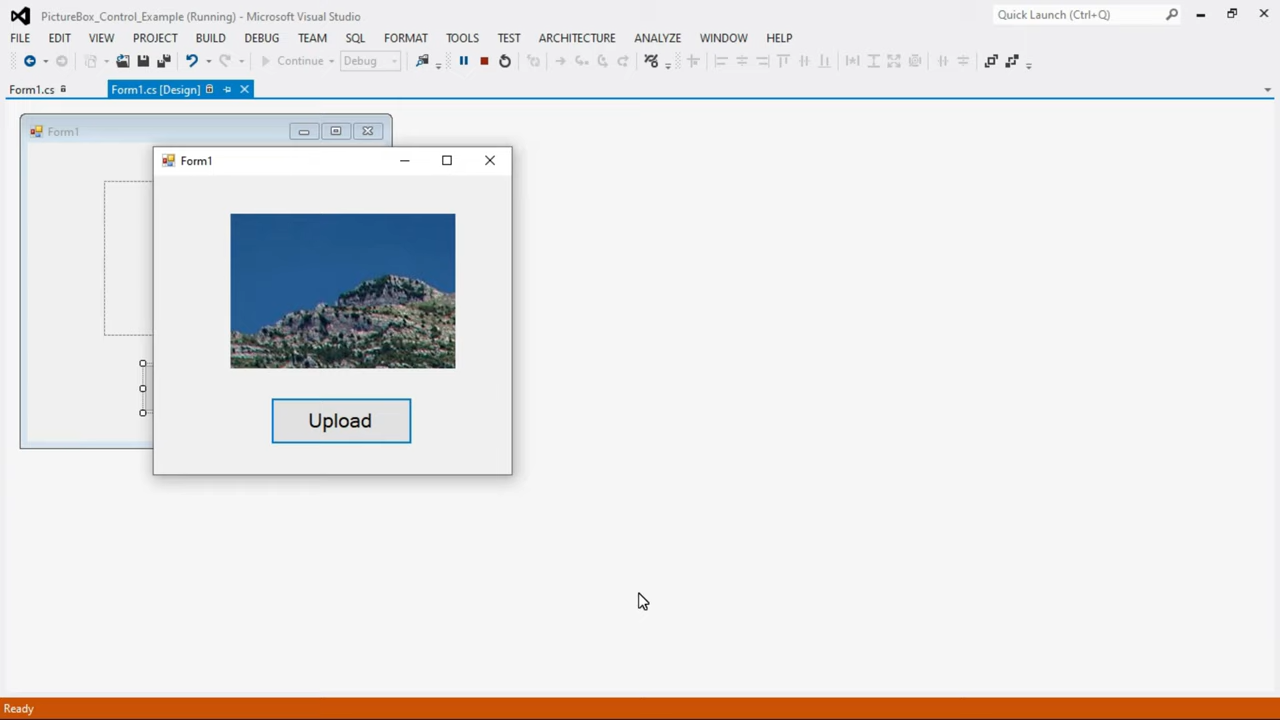 PictureBox_Control_Example (Running) - Microsoft Visual Studio
Quick Launch (Ctrl+Q)
FILE EDIT VIEW PROJECT BUILD DEBUG TEAM SQL FORMAT TOOLS TEST ARCHITECTURE ANALYZE WINDOW HELP
Continue Debug
Form1.cs Form1.cs [Design]
Form1
Form1
Upload
Ready